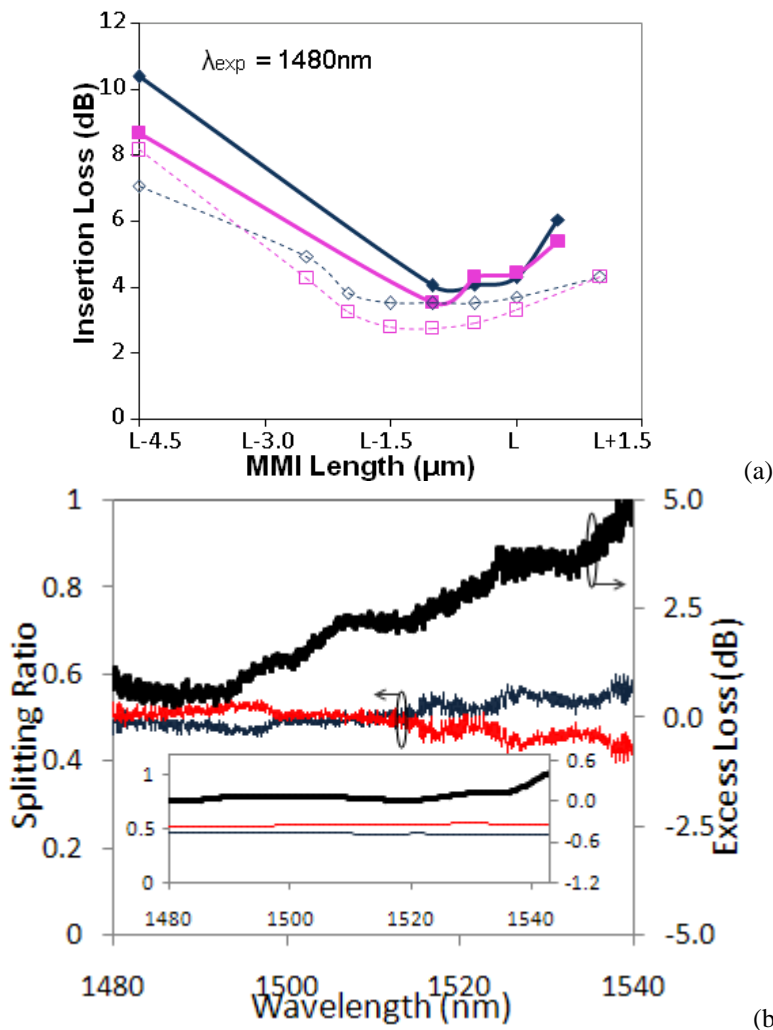 12
10
8
6
4
2
0
Insertion Loss (dB)
λexp = 1480nm
L-4.5 L-3.0 L-1.5 L L+1.5
MMI Length (μm)
(a)
1
0.8
0.6
0.4
0.2
0
Splitting Ratio
5.0
2.5
0.0
-2.5
-5.0
Excess Loss (dB)
1
0.5
0
0.6
0.0
-0.6
-1.2
1480 1500 1520 1540
1480 1500 1520 1540
Wavelength (nm)
(b